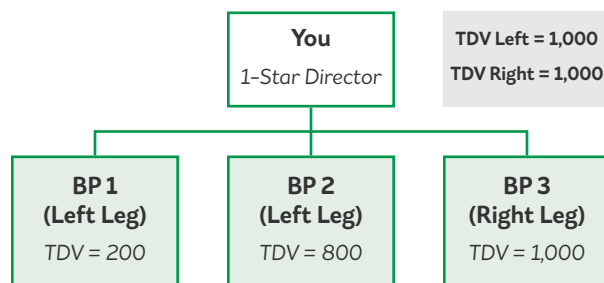 You
1-Star Director
TDV Left = 1,000
TDV Right = 1,000
BP 1
(Left Leg)
TDV = 200
BP 2
(Left Leg)
TDV = 800
BP 3
(Right Leg)
TDV = 1,000